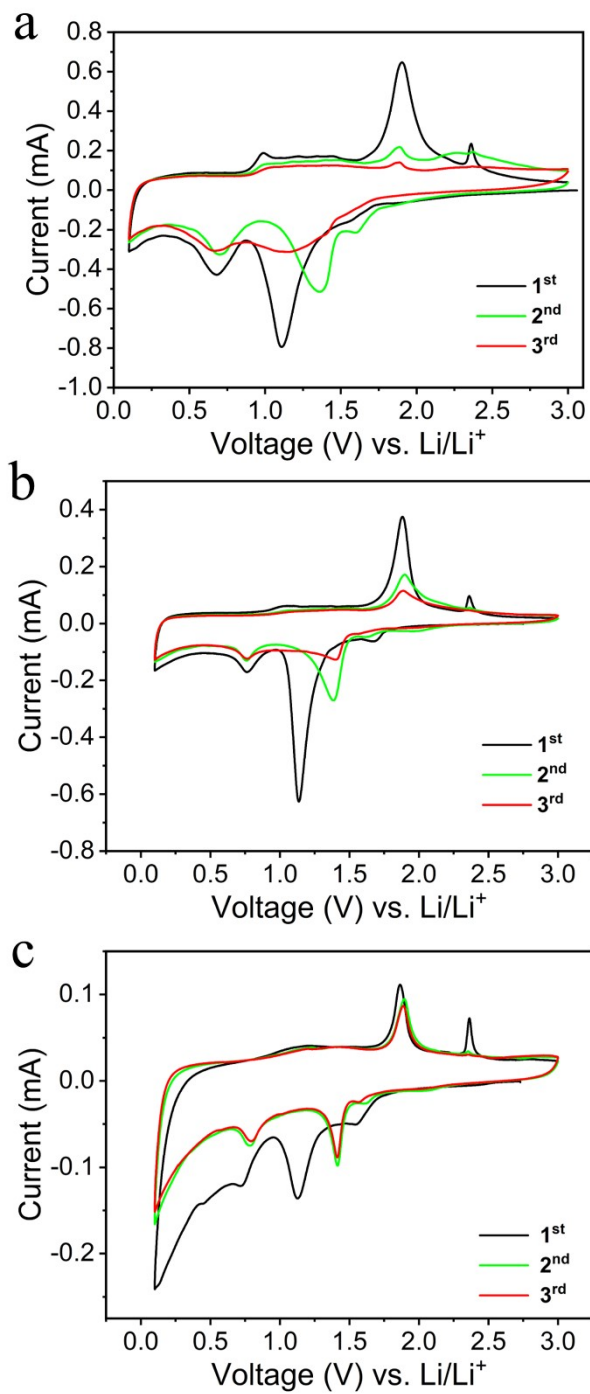 a
0.8
0.6
0.4
0.2
0.0
-0.2
-0.4
-0.6
-0.8
-1.0
Current (mA)
1st
2nd
3rd
0.0 0.5 1.0 1.5 2.0 2.5 3.0
Voltage (V) vs. Li/Li+
b
0.4
0.2
0.0
-0.2
-0.4
-0.6
-0.8
Current (mA)
1st
2nd
3rd
0.0 0.5 1.0 1.5 2.0 2.5 3.0
Voltage (V) vs. Li/Li+
c
0.1
0.0
-0.1
-0.2
Current (mA)
1st
2nd
3rd
0.0 0.5 1.0 1.5 2.0 2.5 3.0
Voltage (V) vs. Li/Li+